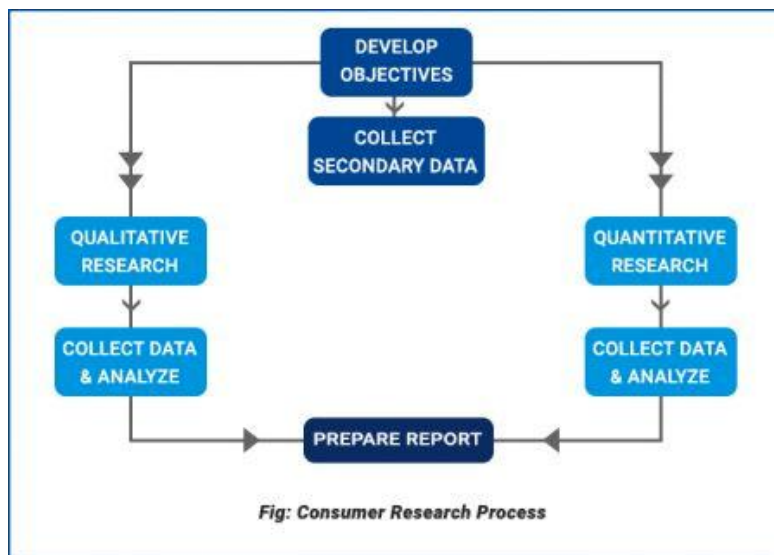 DEVELOP
OBJECTIVES
COLLECT
SECONDARY DATA
QUALITATIVE
RESEARCH
QUANTITATIVE
RESEARCH
COLLECT DATA
& ANALYZE
COLLECT DATA
& ANALYZE
PREPARE REPORT
Fig: Consumer Research Process